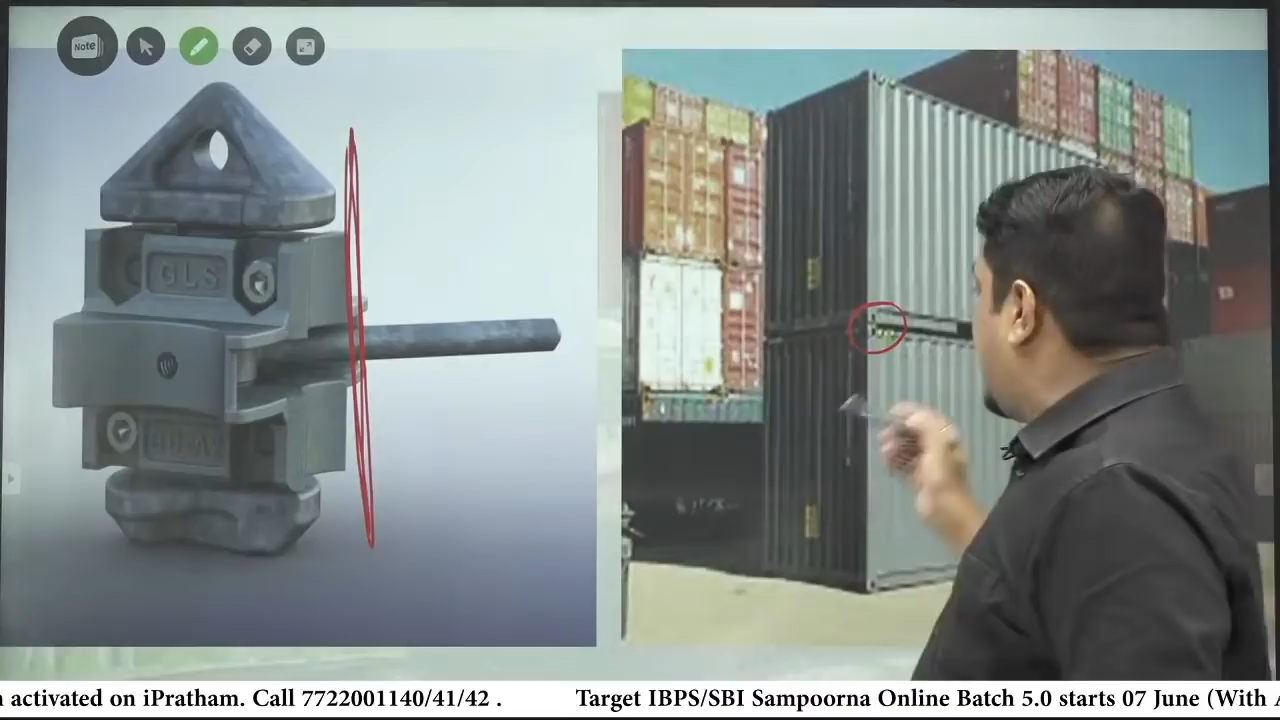 Note
GLS
n activated on iPratham. Call 7722001140/41/42 .
Target IBPS/SBI Sampoorna Online Batch 5.0 starts 07 June (With A